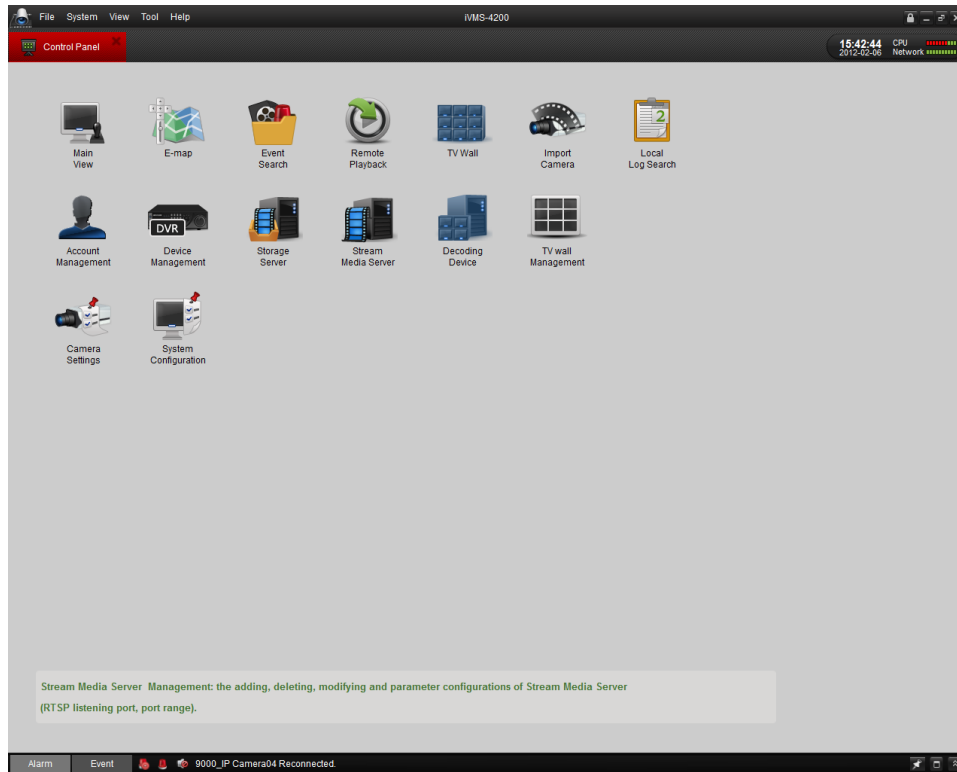 File System View Tool Help iVMS-4200
Control Panel
15:42:44 CPU
2012-02-06 Network
Main View
E-map
Event Search
Remote Playback
TV Wall
Import Camera
2
Local Log Search
Account Management
DVR
Device Management
Storage Server
Stream Media Server
Decoding Device
TV wall Management
Camera Settings
System Configuration
Stream Media Server Management: the adding, deleting, modifying and parameter configurations of Stream Media Server
(RTSP listening port, port range).
Alarm Event 9000_IP Camera04 Reconnected.